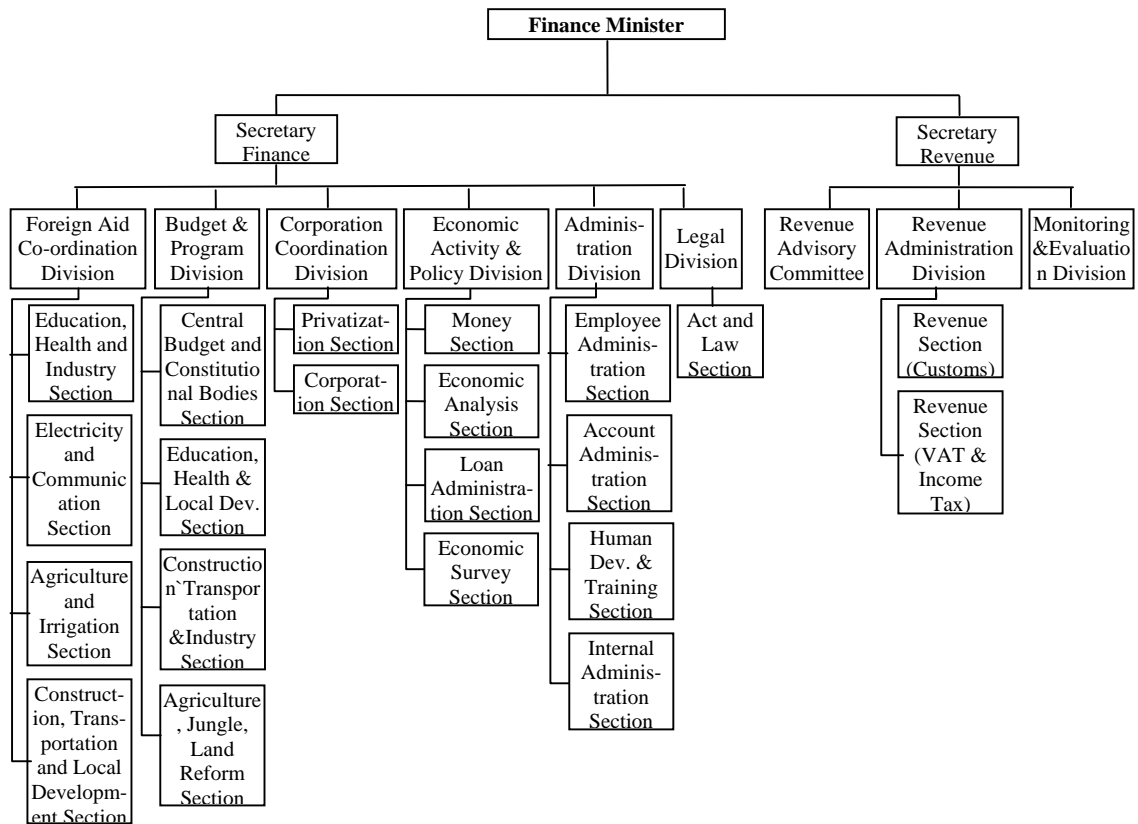 Finance Minister
Secretary
Finance
Secretary
Revenue
Foreign Aid
Co-ordination
Division
Budget &
Program
Division
Corporation
Coordination
Division
Economic
Activity &
Policy Division
Adminis-
tration
Division
Legal
Division
Revenue
Advisory
Committee
Revenue
Administration
Division
Monitoring
&Evaluatio
n Division
Education,
Health and
Industry
Section
Electricity
and
Communic
ation
Section
Agriculture
and
Irrigation
Section
Construct-
ion, Trans-
portation
and Local
Developm-
ent Section
Central
Budget and
Constitutio
nal Bodies
Section
Education,
Health &
Local Dev.
Section
Constructio
n`Transpor
tation
&Industry
Section
Agriculture
, Jungle,
Land
Reform
Section
Privatizat-
ion Section
Corporat-
ion Section
Money
Section
Economic
Analysis
Section
Loan
Administra-
tion Section
Economic
Survey
Section
Employee
Adminis-
tration
Section
Account
Adminis-
tration
Section
Human
Dev. &
Training
Section
Internal
Adminis-
tration
Section
Act and
Law
Section
Revenue
Section
(Customs)
Revenue
Section
(VAT &
Income
Tax)